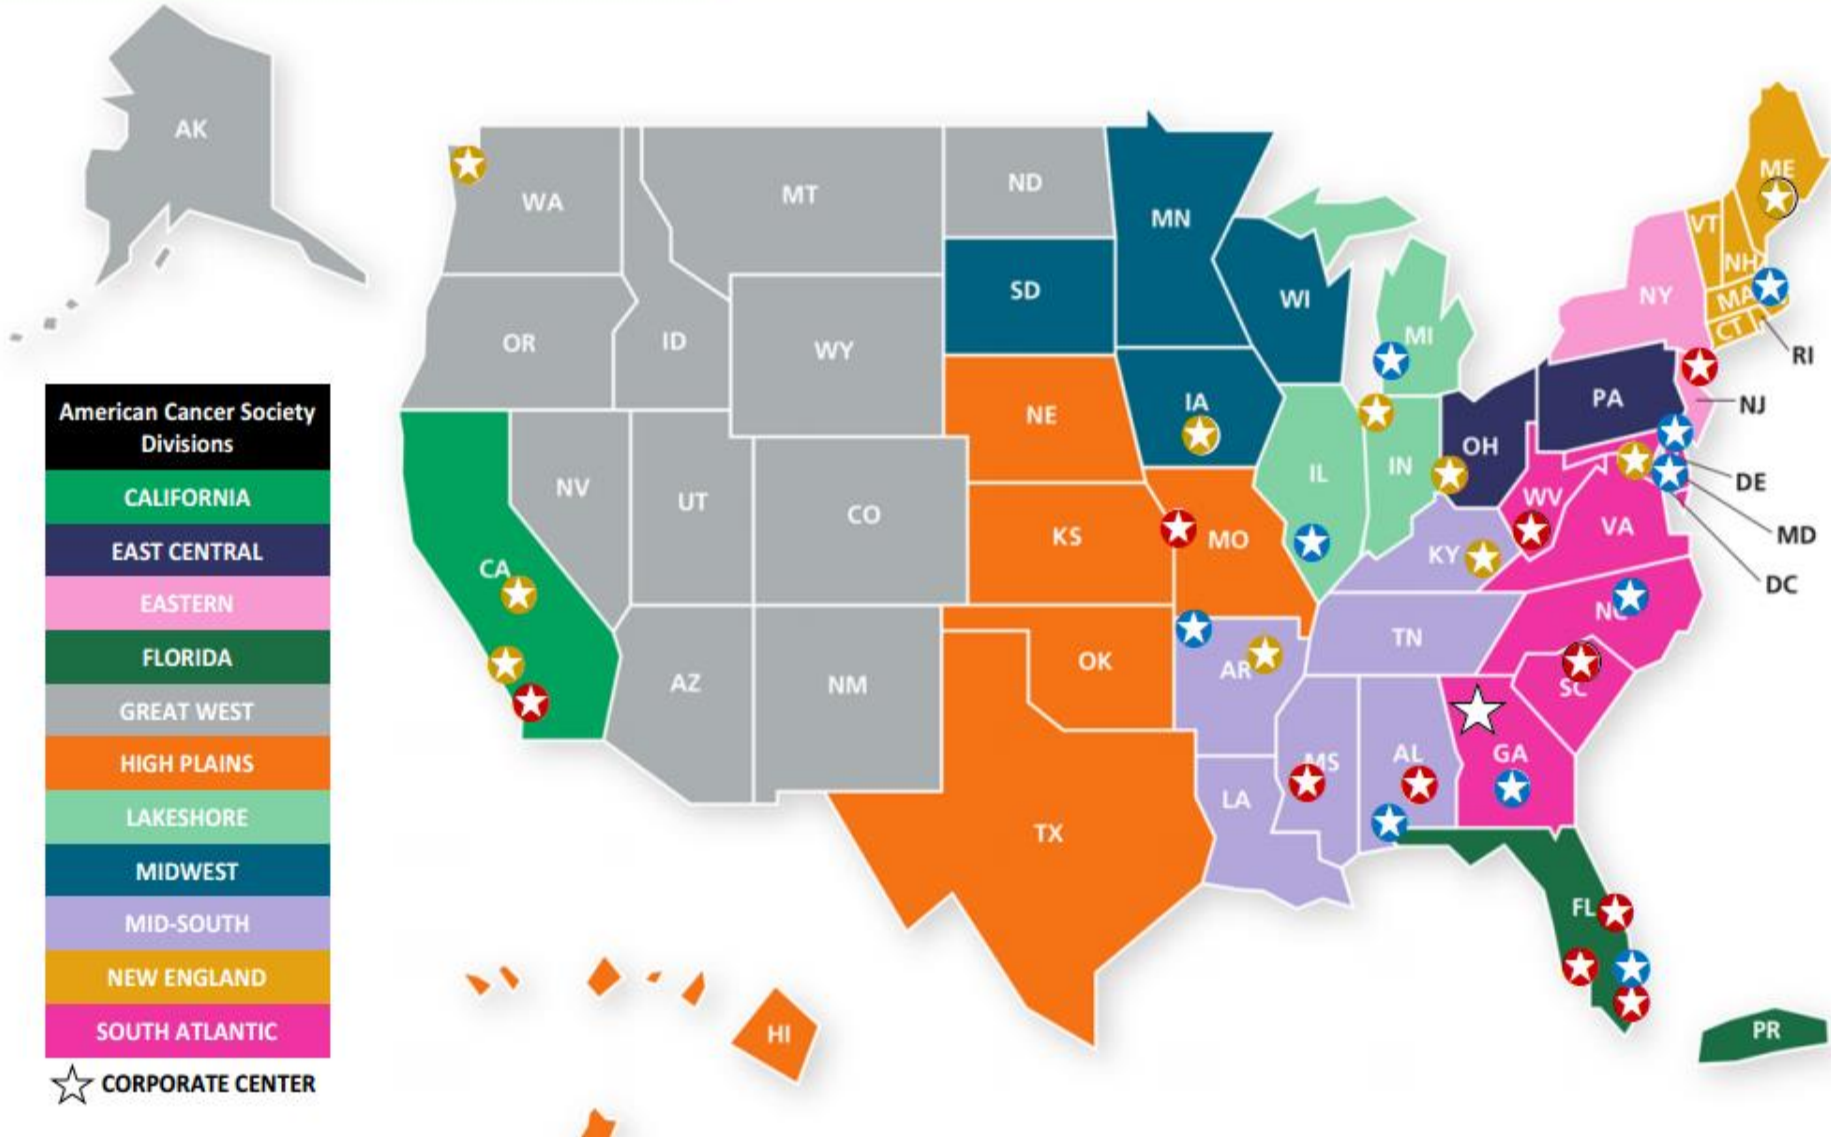 AK
WA
MT
ND
MN
ME
VT
NH
NY
MA
CT
RI
SD
WI
MI
OR
ID
WY
NE
IA
PA
NJ
American Cancer Society
Divisions
OH
IL
IN
DE
NV
UT
CO
KS
MO
WV
VA
MD
KY
DC
CALIFORNIA
EAST CENTRAL
CA
EASTERN
NC
TN
FLORIDA
AZ
NM
OK
AR
SC
GREAT WEST
HIGH PLAINS
MS
AL
GA
LA
LAKESHORE
TX
MIDWEST
MID-SOUTH
FL
NEW ENGLAND
SOUTH ATLANTIC
HI
PR
CORPORATE CENTER